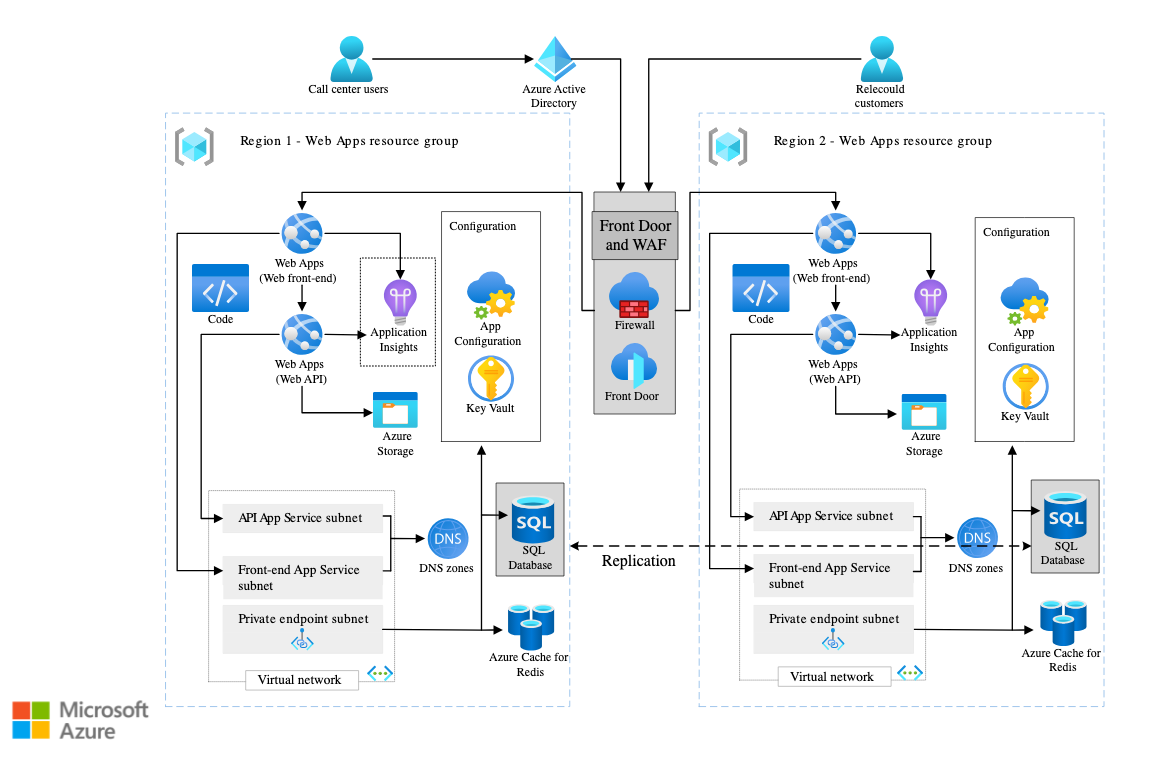 Call center users
Azure Active
Directory
Relecould
customers
Region 1 - Web Apps resource group
Region 2 - Web Apps resource group
Front Door
and WAF
Firewall
Front Door
Web Apps
(Web front-end)
Code
Web Apps
(Web API)
Application
Insights
Azure
Storage
Configuration
App
Configuration
Key Vault
API App Service subnet
Front-end App Service
subnet
Private endpoint subnet
Virtual network
DNS
DNS zones
SQL
SQL
Database
Azure Cache for
Redis
Replication
Web Apps
(Web front-end)
Code
Web Apps
(Web API)
Application
Insights
Azure
Storage
Configuration
App
Configuration
Key Vault
API App Service subnet
Front-end App Service
subnet
Private endpoint subnet
Virtual network
DNS
DNS zones
SQL
SQL
Database
Azure Cache for
Redis
Microsoft
Azure